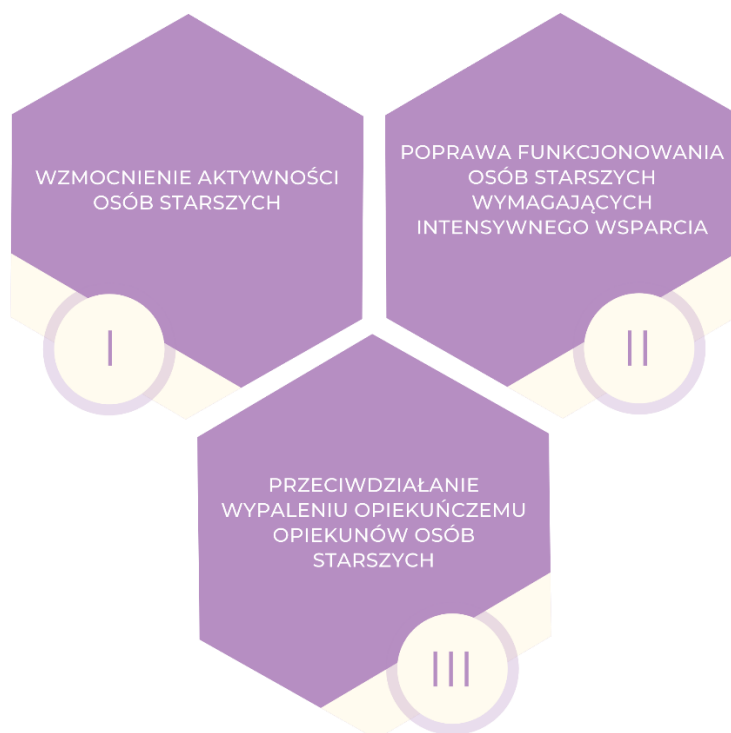 WZMOCNIENIE AKTYWNOŚCI
OSÓB STARSZYCH
I
POPRAWA FUNKCJONOWANIA
OSÓB STARSZYCH
WYMAGAJĄCYCH
INTENSYWNEGO WSPARCIA
II
PRZECIWDZIAŁANIE
WYPALENIU OPIEKUŃCZEMU
OPIEKUNÓW OSÓB
STARSZYCH
III